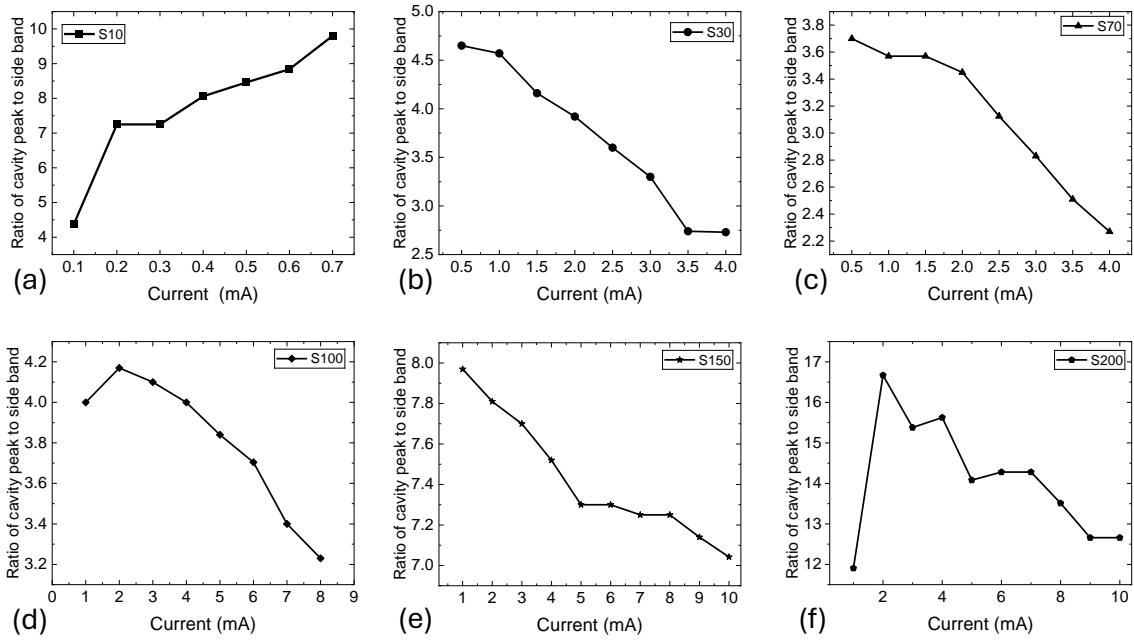 S10
Ratio of cavity peak to side band
10
9
8
7
6
5
4
0.1 0.2 0.3 0.4 0.5 0.6 0.7
(a)
Current (mA)
S30
Ratio of cavity peak to side band
5.0
4.5
4.0
3.5
3.0
2.5
0.5 1.0 1.5 2.0 2.5 3.0 3.5 4.0
(b)
Current (mA)
S70
Ratio of cavity peak to side band
3.8
3.6
3.4
3.2
3.0
2.8
2.6
2.4
2.2
0.5 1.0 1.5 2.0 2.5 3.0 3.5 4.0
(c)
Current (mA)
S100
Ratio of cavity peak to side band
4.2
4.0
3.8
3.6
3.4
3.2
0 1 2 3 4 5 6 7 8 9
(d)
Current (mA)
S150
Ratio of cavity peak to side band
8.0
7.8
7.6
7.4
7.2
7.0
1 2 3 4 5 6 7 8 9 10
(e)
Current (mA)
S200
Ratio of cavity peak to side band
17
16
15
14
13
12
2 4 6 8 10
(f)
Current (mA)